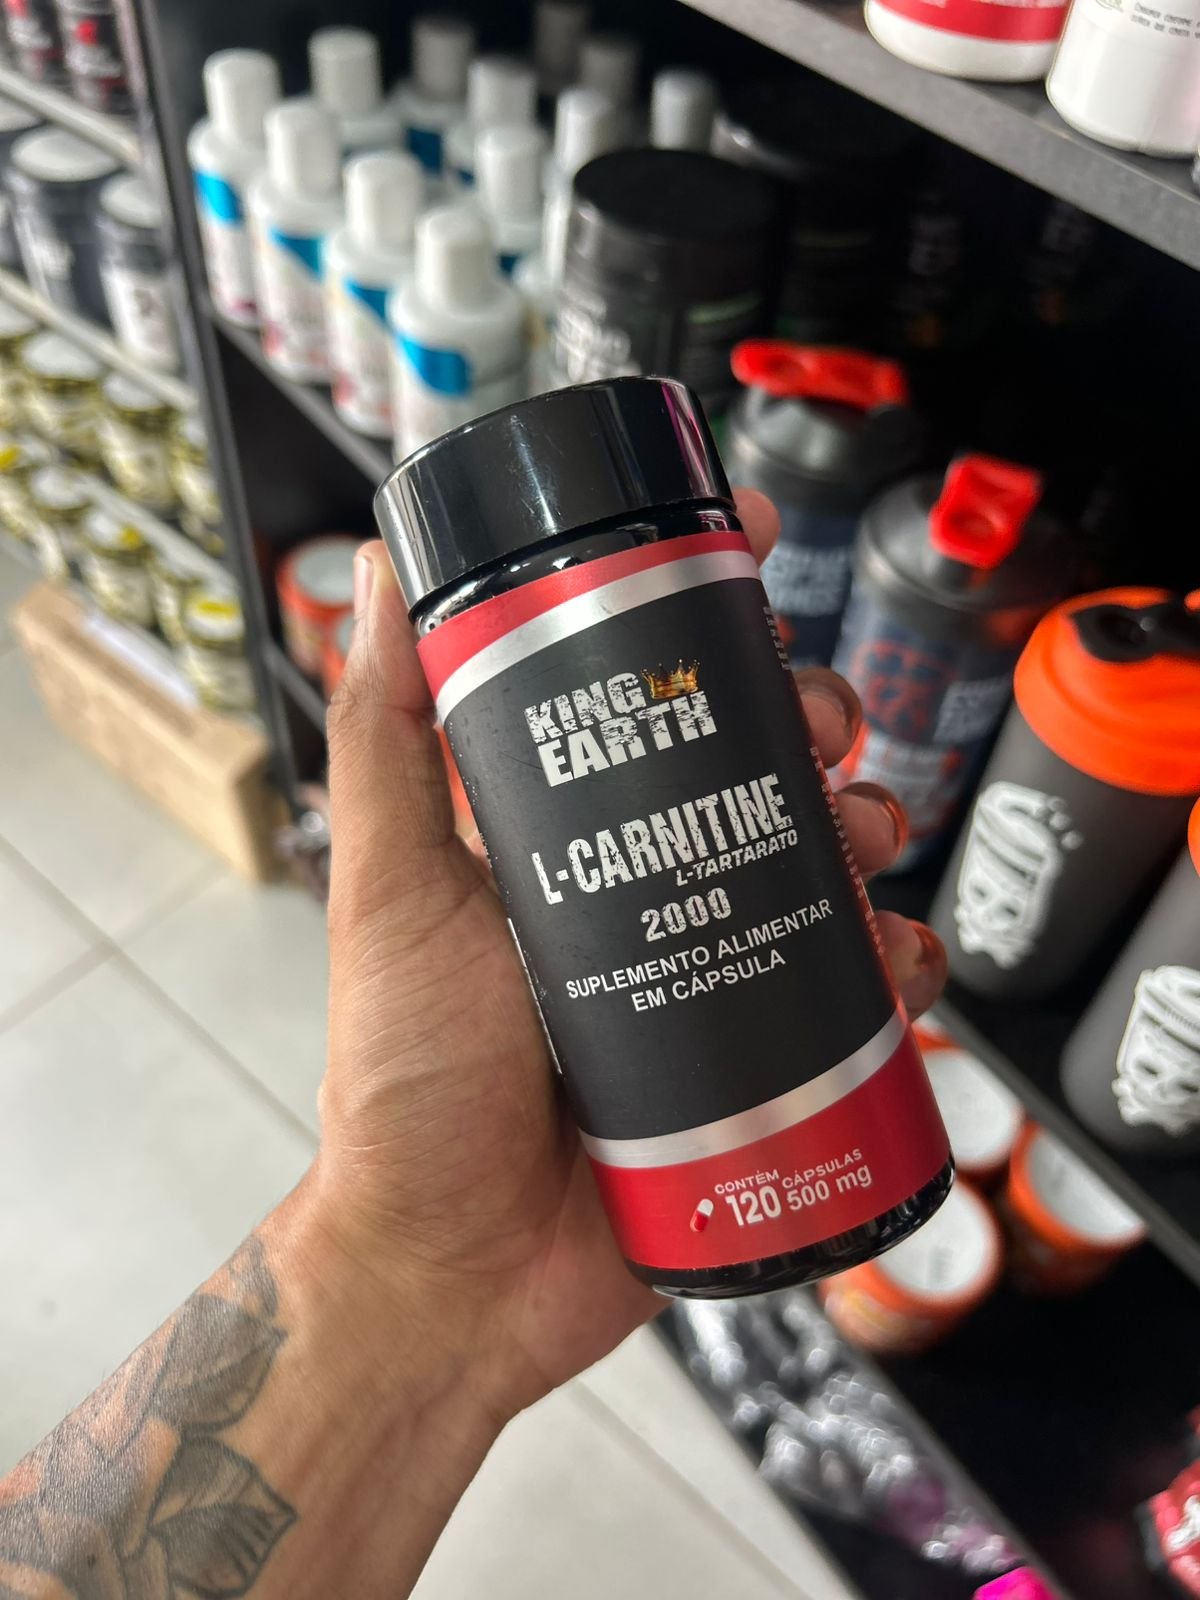 KING
EARTH
L-CARNITINE
L-TARTARATO
2000
SUPLEMENTO ALIMENTAR
EM CÁPSULA
CONTÉM CÁPSULAS
120 500 mg